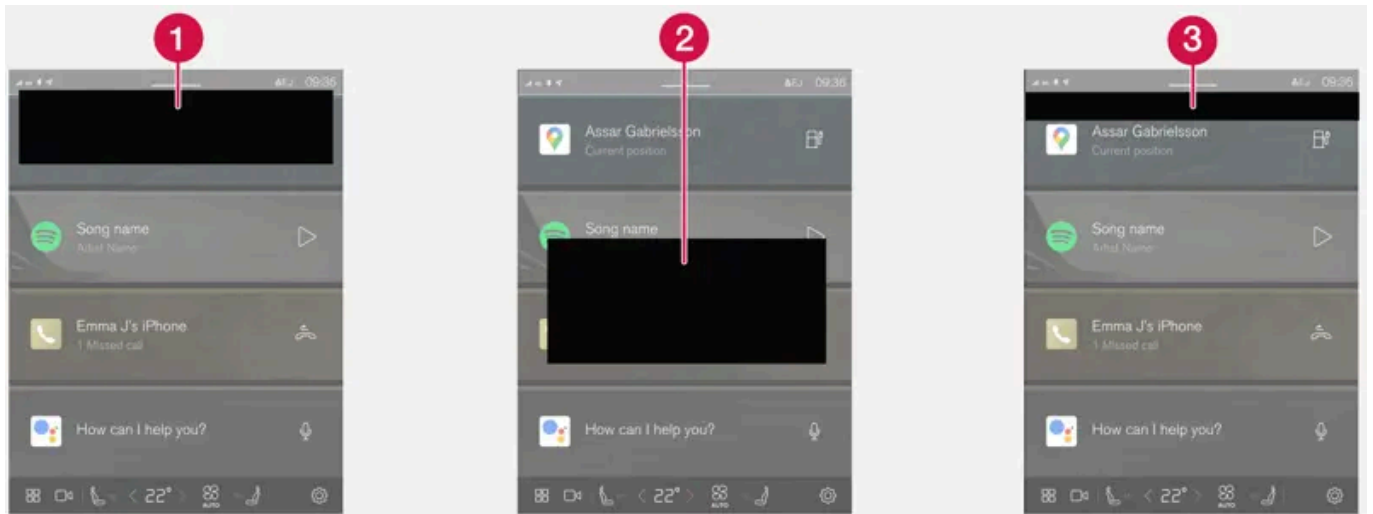 1
2
3
09:36
Song name
Artist Name
Emma J's iPhone
1 Missed call
How can I help you?
22°
AUTO
09:36
Assar Gabrielsson
Current position
Song name
How can I help you?
22°
AUTO
09:36
Assar Gabrielsson
Current position
Song name
Artist Name
Emma J's iPhone
1 Missed call
How can I help you?
22°
AUTO